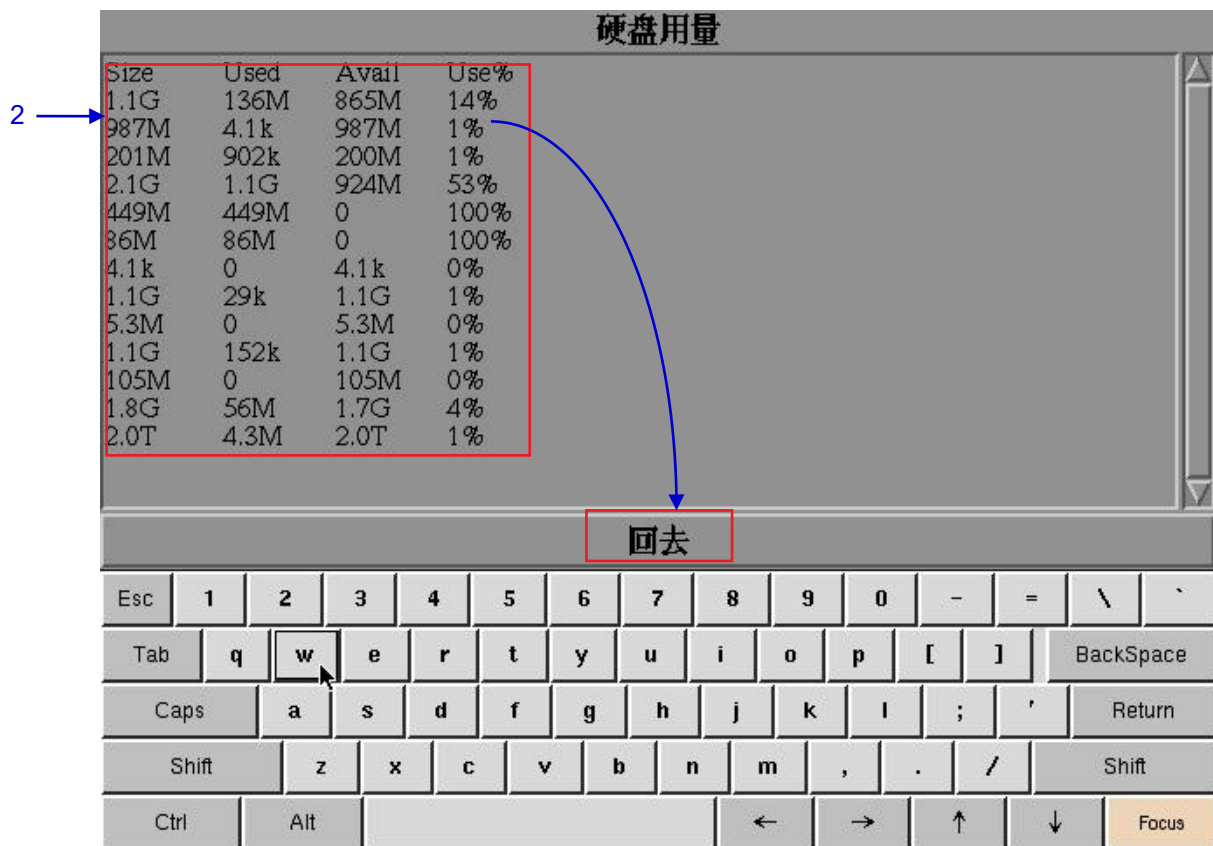 硬盘用量
Size Used Avail Use%
1.1G 136M 865M 14%
2
987M 4.1k 987M 1%
201M 902k 200M 1%
2.1G 1.1G 924M 53%
449M 449M 0 100%
86M 86M 0 100%
4.1k 0 4.1k 0%
1.1G 29k 1.1G 1%
5.3M 0 5.3M 0%
1.1G 152k 1.1G 1%
105M 0 105M 0%
1.8G 56M 1.7G 4%
2.0T 4.3M 2.0T 1%
回去
Esc 1 2 3 4 5 6 7 8 9 0 - = \ `
Tab q w e r t y u i o p [ ] BackSpace
Caps a s d f g h j k l ; ' Return
Shift z x c v b n m , . / Shift
Ctrl Alt ← → ↑ ↓ Focus